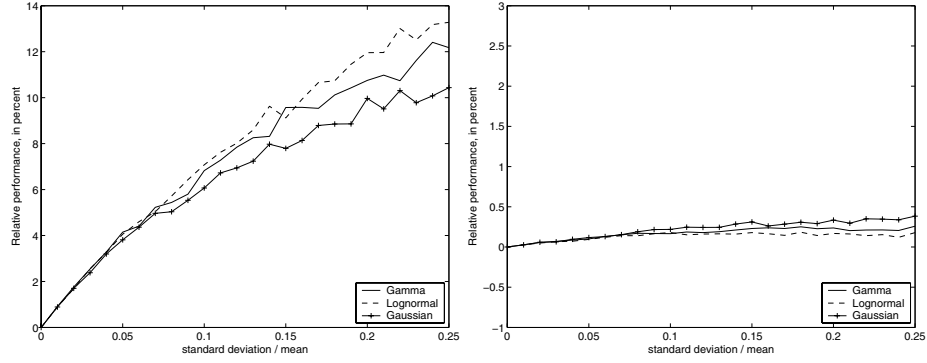 14
12
10
8
6
4
2
0
Relative performance, in percent
0
0.05
0.1
0.15
0.2
0.25
standard deviation / mean
Gamma
Lognormal
Gaussian
3
2.5
2
1.5
1
0.5
0
−0.5
−1
Relative performance, in percent
0
0.05
0.1
0.15
0.2
0.25
standard deviation / mean
Gamma
Lognormal
Gaussian